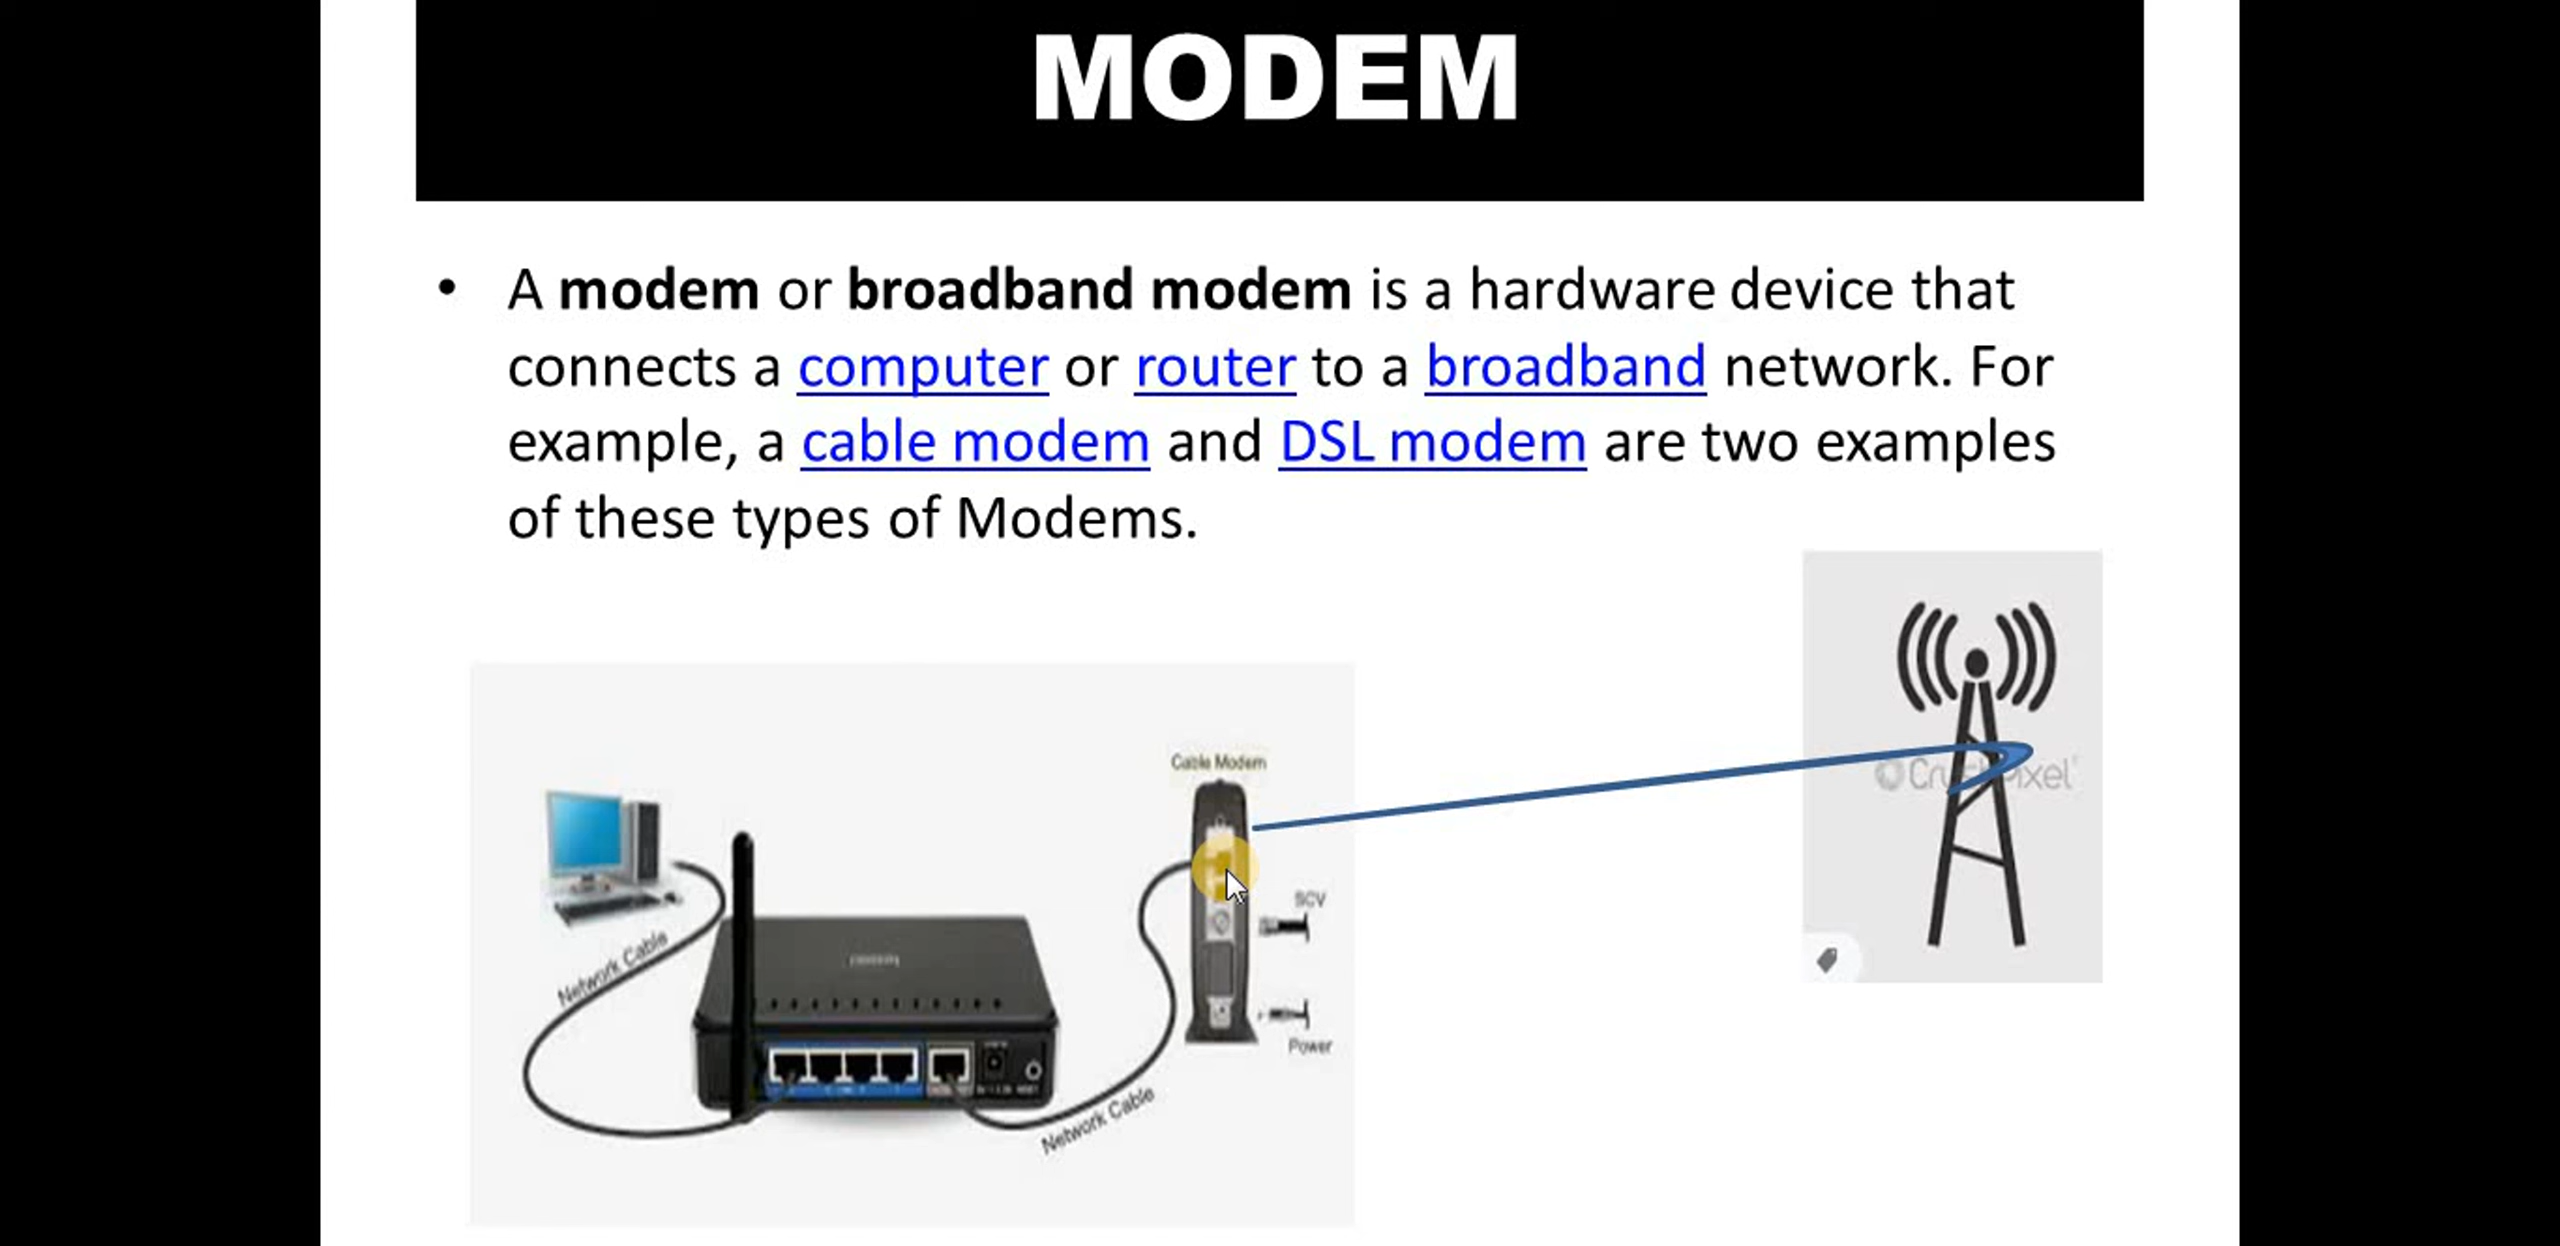 MODEM
• A modem or broadband modem is a hardware device that
connects a computer or router to a broadband network. For
example, a cable modem and DSL modem are two examples
of these types of Modems.
Cable Modem
SCV
Network Cable
Power
Network Cable